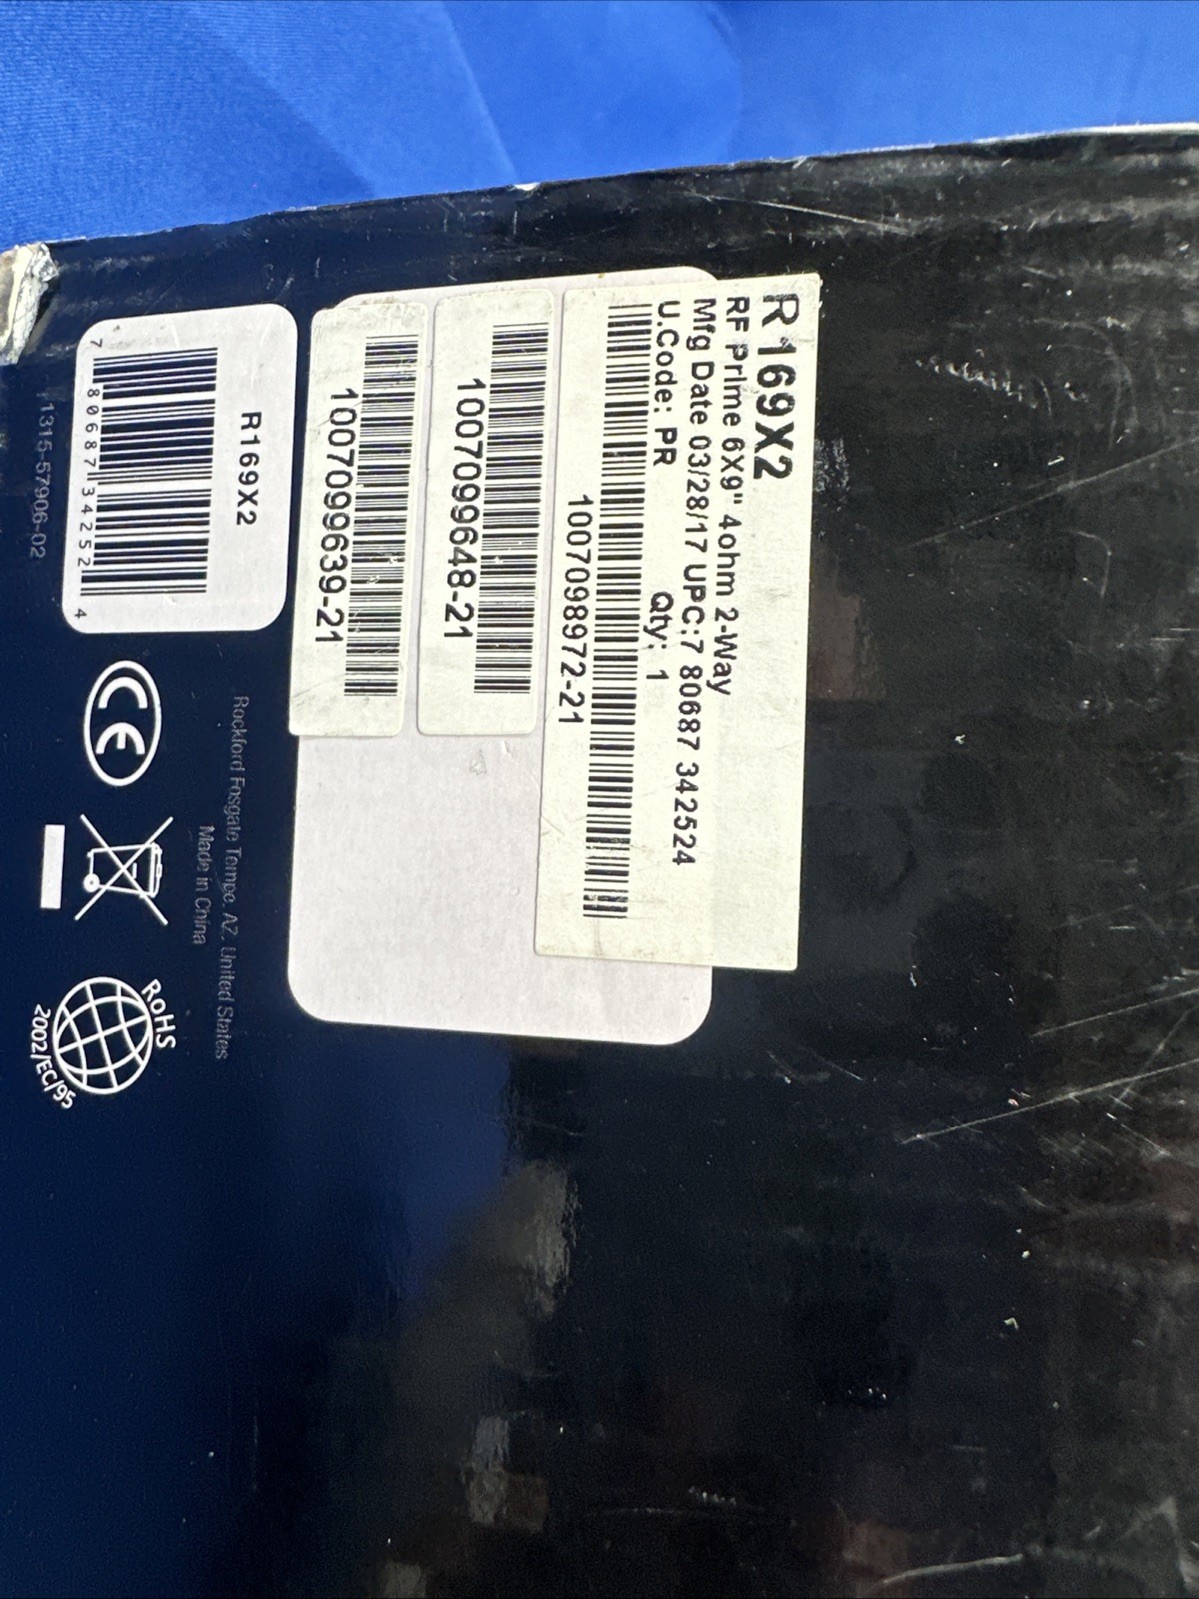 R169X2
RF Prime 6X9" 4ohm 2-Way
Mfg Date 03/28/17 UPC:7 80687 342524
U.Code: PR Qty: 1
1007098972-21
1007099648-21
1007099639-21
R169X2
7 80687 34252 4
1315-57906-02
Rockford Fosgate Tempe, AZ. United States
Made in China
CE
RoHS
2002/EC/95